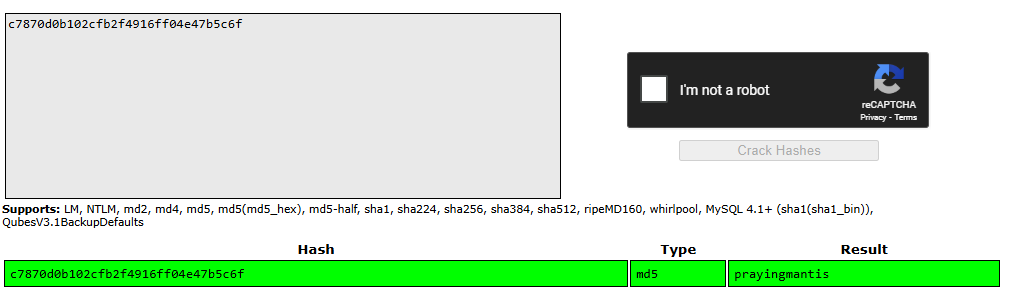 c7870d0b102cfb2f4916ff04e47b5c6f
I'm not a robot
reCAPTCHA
Privacy - Terms
Crack Hashes
Supports: LM, NTLM, md2, md4, md5, md5(md5_hex), md5-half, sha1, sha224, sha256, sha384, sha512, ripeMD160, whirlpool, MySQL 4.1+ (sha1(sha1_bin)),
QubesV3.1BackupDefaults
Hash Type Result
c7870d0b102cfb2f4916ff04e47b5c6f md5 prayingmantis